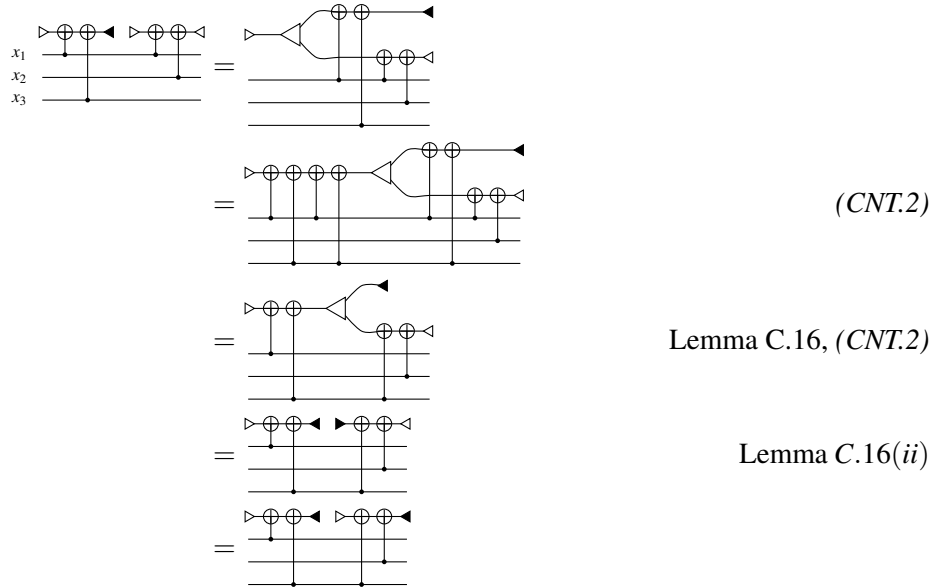 x₁
x₂
x₃
=
= (CNT.2)
= Lemma C.16, (CNT.2)
= Lemma C.16(ii)
=